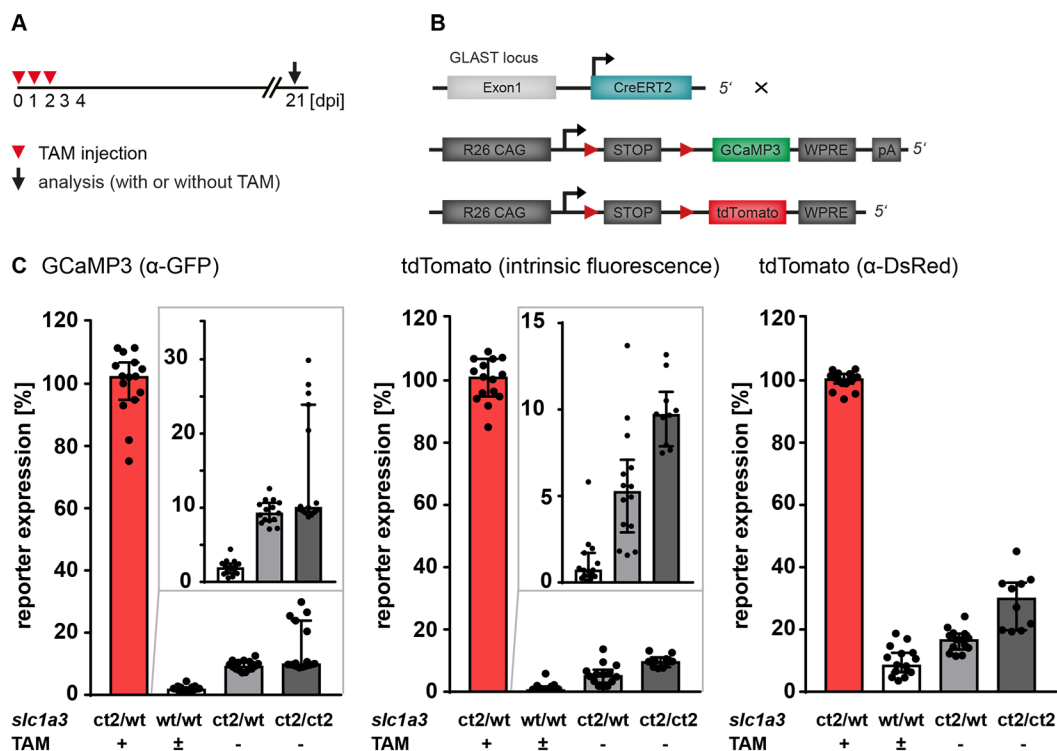 A
0 1 2 3 4 21 [dpi]
TAM injection
analysis (with or without TAM)
B
GLAST locus
Exon1 CreERT2 5‘ ×
R26 CAG STOP GCaMP3 WPRE pA 5‘
R26 CAG STOP tdTomato WPRE 5‘
C GCaMP3 (α-GFP)
reporter expression [%]
120
100
80
60
40
20
0
30
20
10
0
slc1a3 ct2/wt wt/wt ct2/wt ct2/ct2
TAM + ± - -
tdTomato (intrinsic fluorescence)
reporter expression [%]
120
100
80
60
40
20
0
15
10
5
0
slc1a3 ct2/wt wt/wt ct2/wt ct2/ct2
TAM + ± - -
tdTomato (α-DsRed)
reporter expression [%]
120
100
80
60
40
20
0
slc1a3 ct2/wt wt/wt ct2/wt ct2/ct2
TAM + ± - -